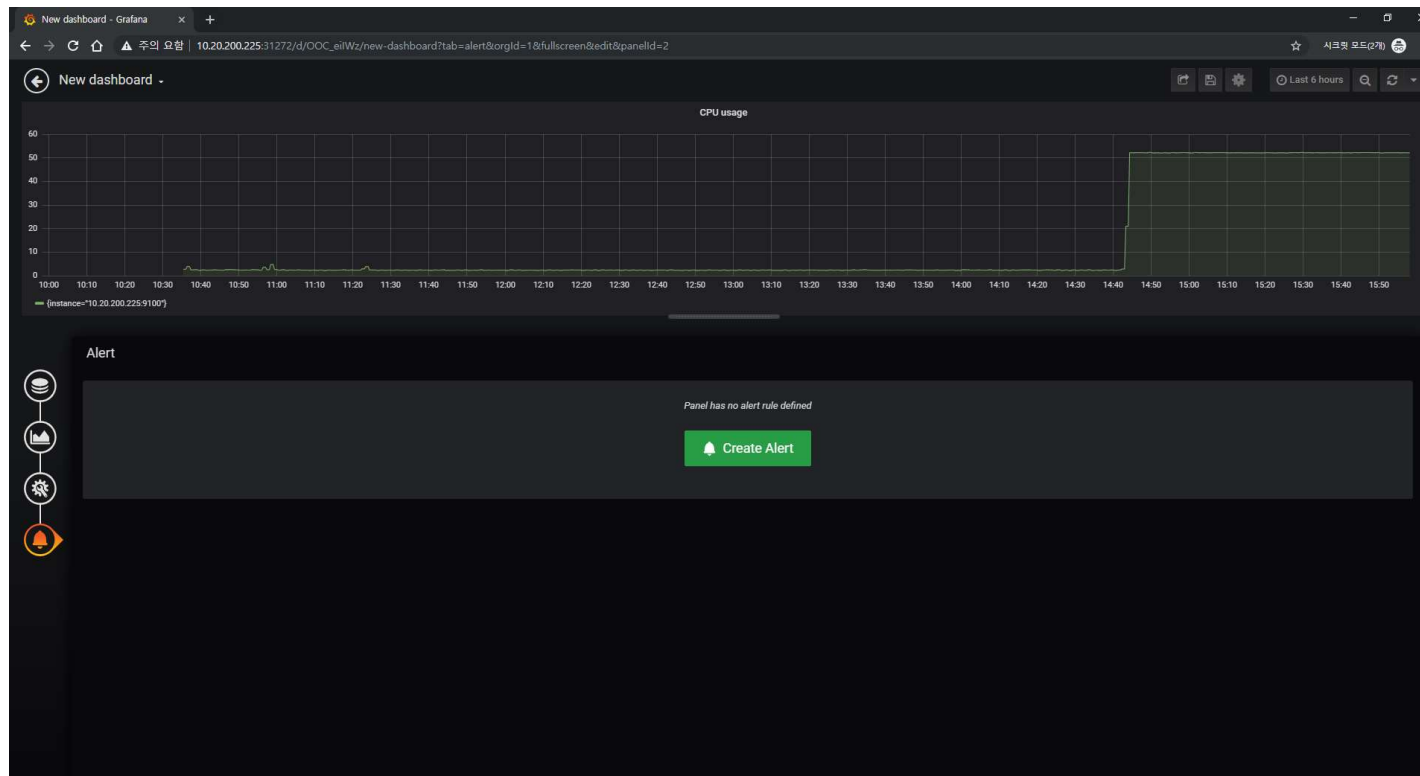 New dashboard - Grafana
주의 요함 10.20.200.225:31272/d/OOC_eiIWz/new-dashboard?tab=alert&orgId=1&fullscreen&edit&panelId=2
시크릿 모드(2개)
New dashboard
Last 6 hours
CPU usage
60
50
40
30
20
10
0
10:00 10:10 10:20 10:30 10:40 10:50 11:00 11:10 11:20 11:30 11:40 11:50 12:00 12:10 12:20 12:30 12:40 12:50 13:00 13:10 13:20 13:30 13:40 13:50 14:00 14:10 14:20 14:30 14:40 14:50 15:00 15:10 15:20 15:30 15:40 15:50
{instance="10.20.200.225:9100"}
Alert
Panel has no alert rule defined
Create Alert